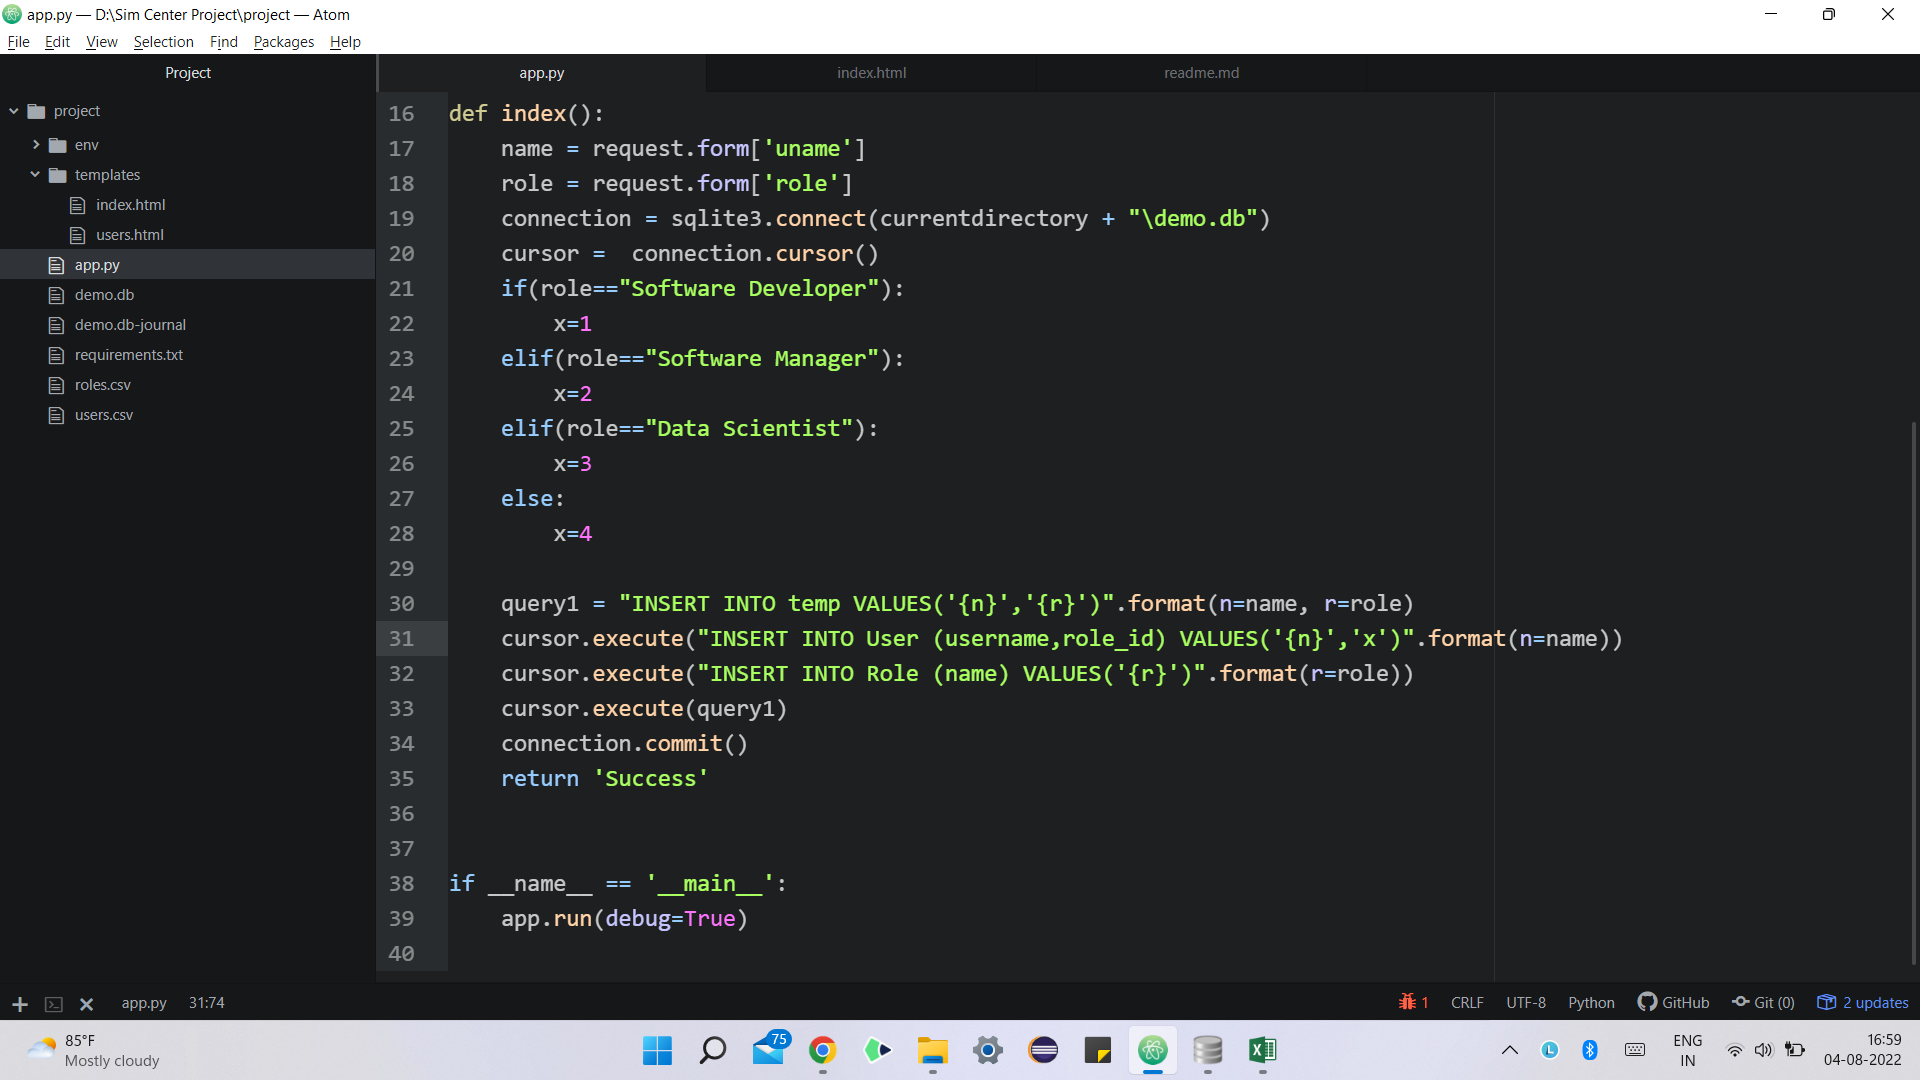 app.py — D:\Sim Center Project\project — Atom
File Edit View Selection Find Packages Help
Project
project
env
templates
index.html
users.html
app.py
demo.db
demo.db-journal
requirements.txt
roles.csv
users.csv
app.py index.html readme.md
16 def index():
17     name = request.form['uname']
18     role = request.form['role']
19     connection = sqlite3.connect(currentdirectory + "\demo.db")
20     cursor =  connection.cursor()
21     if(role=="Software Developer"):
22         x=1
23     elif(role=="Software Manager"):
24         x=2
25     elif(role=="Data Scientist"):
26         x=3
27     else:
28         x=4
29
30     query1 = "INSERT INTO temp VALUES('{n}','{r}')".format(n=name, r=role)
31     cursor.execute("INSERT INTO User (username,role_id) VALUES('{n}','x')".format(n=name))
32     cursor.execute("INSERT INTO Role (name) VALUES('{r}')".format(r=role))
33     cursor.execute(query1)
34     connection.commit()
35     return 'Success'
36
37
38 if __name__ == '__main__':
39     app.run(debug=True)
40
app.py 31:74 1 CRLF UTF-8 Python GitHub Git (0) 2 updates
85°F
Mostly cloudy
75
L
ENG
IN
16:59
04-08-2022